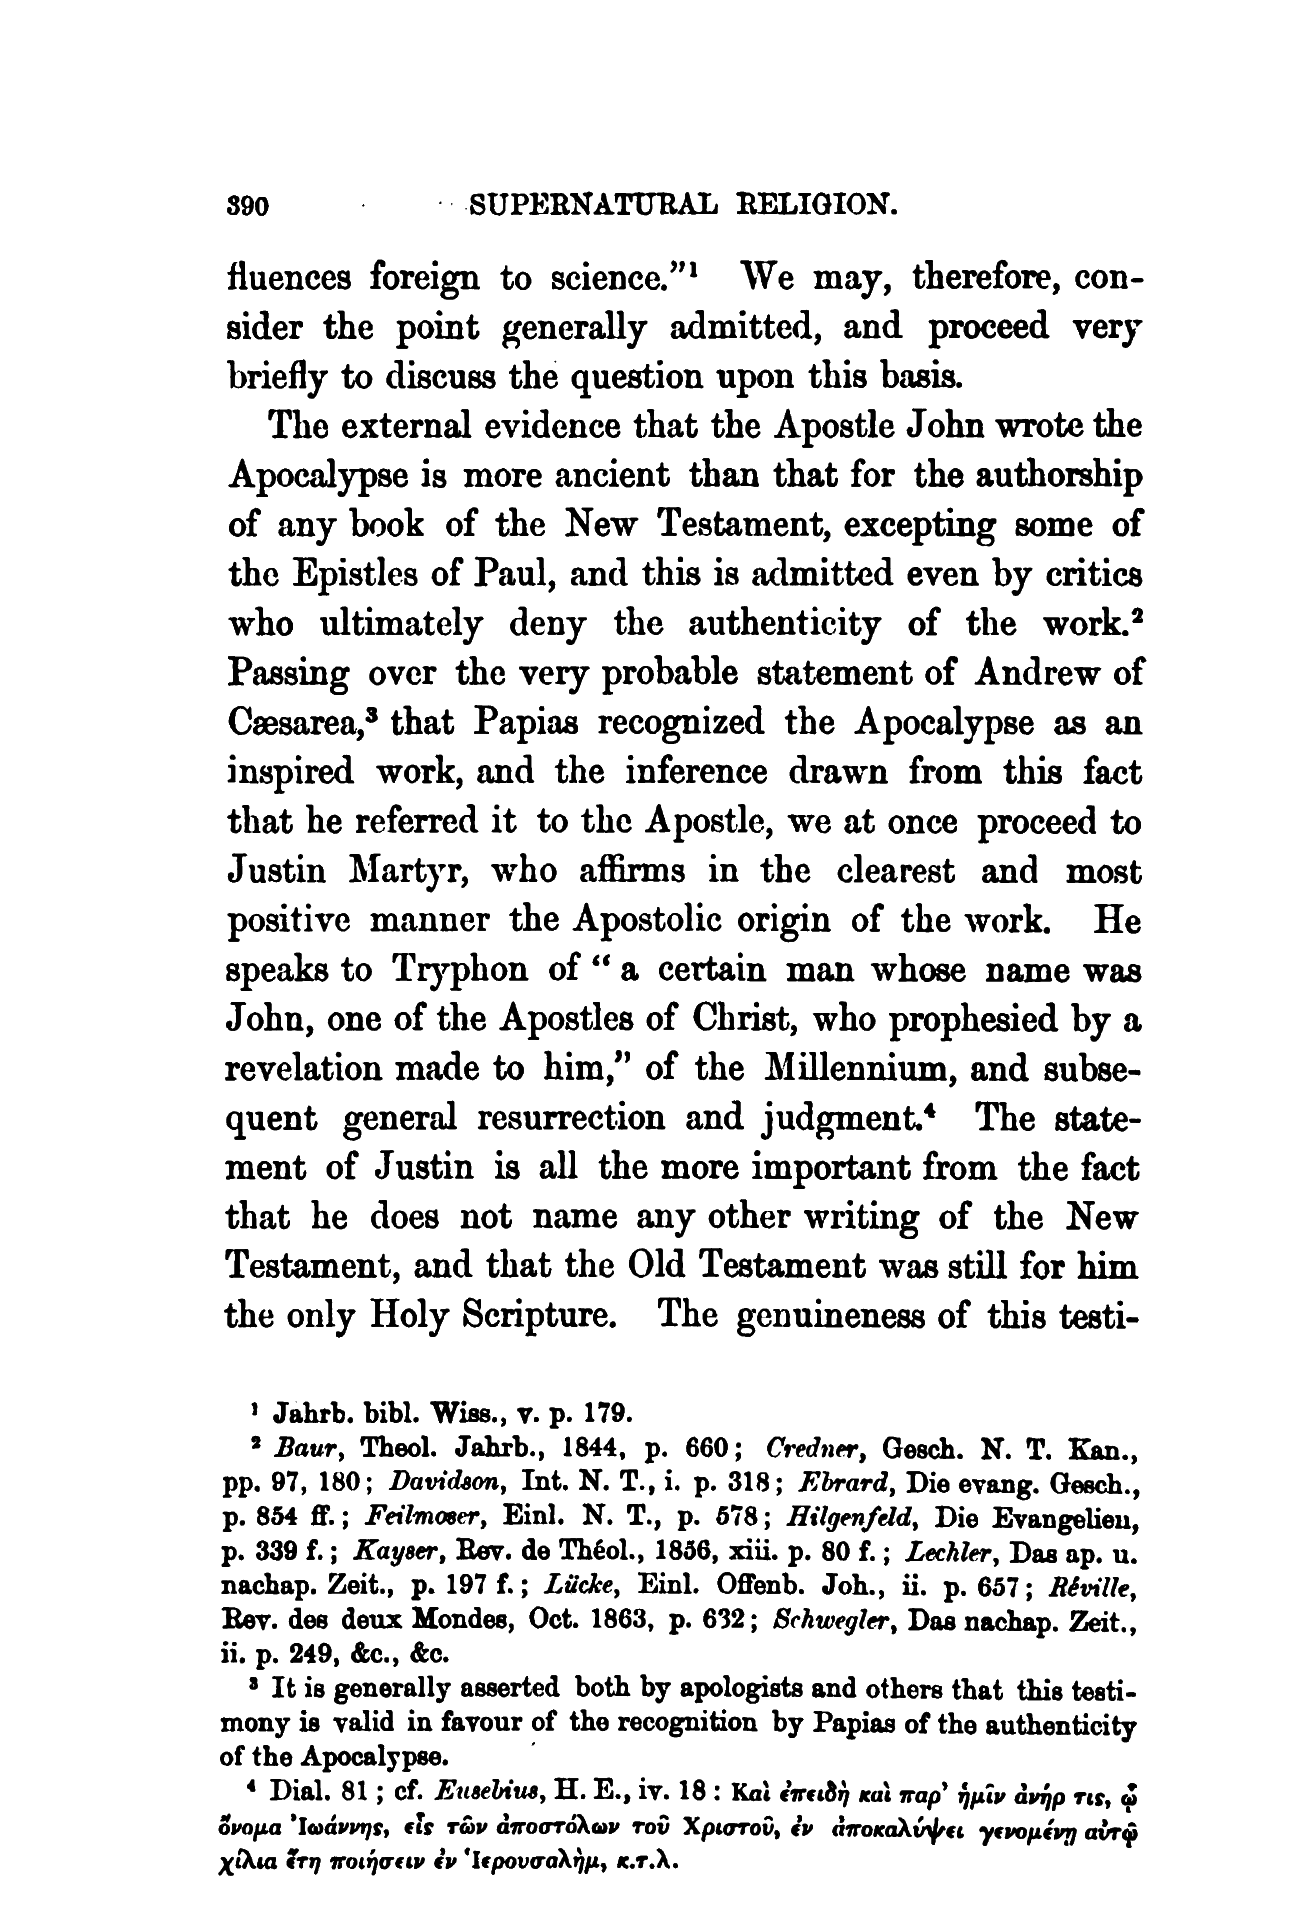 390 SUPERNATURAL RELIGION.
fluences foreign to science."¹ We may, therefore, con-
sider the point generally admitted, and proceed very
briefly to discuss the question upon this basis.
The external evidence that the Apostle John wrote the
Apocalypse is more ancient than that for the authorship
of any book of the New Testament, excepting some of
the Epistles of Paul, and this is admitted even by critics
who ultimately deny the authenticity of the work.²
Passing over the very probable statement of Andrew of
Cæsarea,³ that Papias recognized the Apocalypse as an
inspired work, and the inference drawn from this fact
that he referred it to the Apostle, we at once proceed to
Justin Martyr, who affirms in the clearest and most
positive manner the Apostolic origin of the work. He
speaks to Tryphon of “ a certain man whose name was
John, one of the Apostles of Christ, who prophesied by a
revelation made to him,” of the Millennium, and subse-
quent general resurrection and judgment.⁴ The state-
ment of Justin is all the more important from the fact
that he does not name any other writing of the New
Testament, and that the Old Testament was still for him
the only Holy Scripture. The genuineness of this testi-
¹ Jahrb. bibl. Wiss., v. p. 179.
² Baur, Theol. Jahrb., 1844, p. 660; Credner, Gesch. N. T. Kan.,
pp. 97, 180; Davidson, Int. N. T., i. p. 318; Ebrard, Die evang. Gesch.,
p. 854 ff.; Feilmoser, Einl. N. T., p. 578; Hilgenfeld, Die Evangelien,
p. 339 f.; Kayser, Rev. de Théol., 1856, xiii. p. 80 f.; Lechler, Das ap. u.
nachap. Zeit., p. 197 f.; Lücke, Einl. Offenb. Joh., ii. p. 657; Réville,
Rev. des deux Mondes, Oct. 1863, p. 632; Schwegler, Das nachap. Zeit.,
ii. p. 249, &c., &c.
³ It is generally asserted both by apologists and others that this testi-
mony is valid in favour of the recognition by Papias of the authenticity
of the Apocalypse.
⁴ Dial. 81; cf. Eusebius, H. E., iv. 18: Καὶ ἐπειδὴ καὶ παρ’ ἡμῖν ἀνήρ τις, ᾧ
ὄνομα Ἰωάννης, εἷς τῶν ἀποστόλων τοῦ Χριστοῦ, ἐν ἀποκαλύψει γενομένῃ αὐτῷ
χίλια ἔτη ποιήσειν ἐν Ἱερουσαλὴμ, κ.τ.λ.